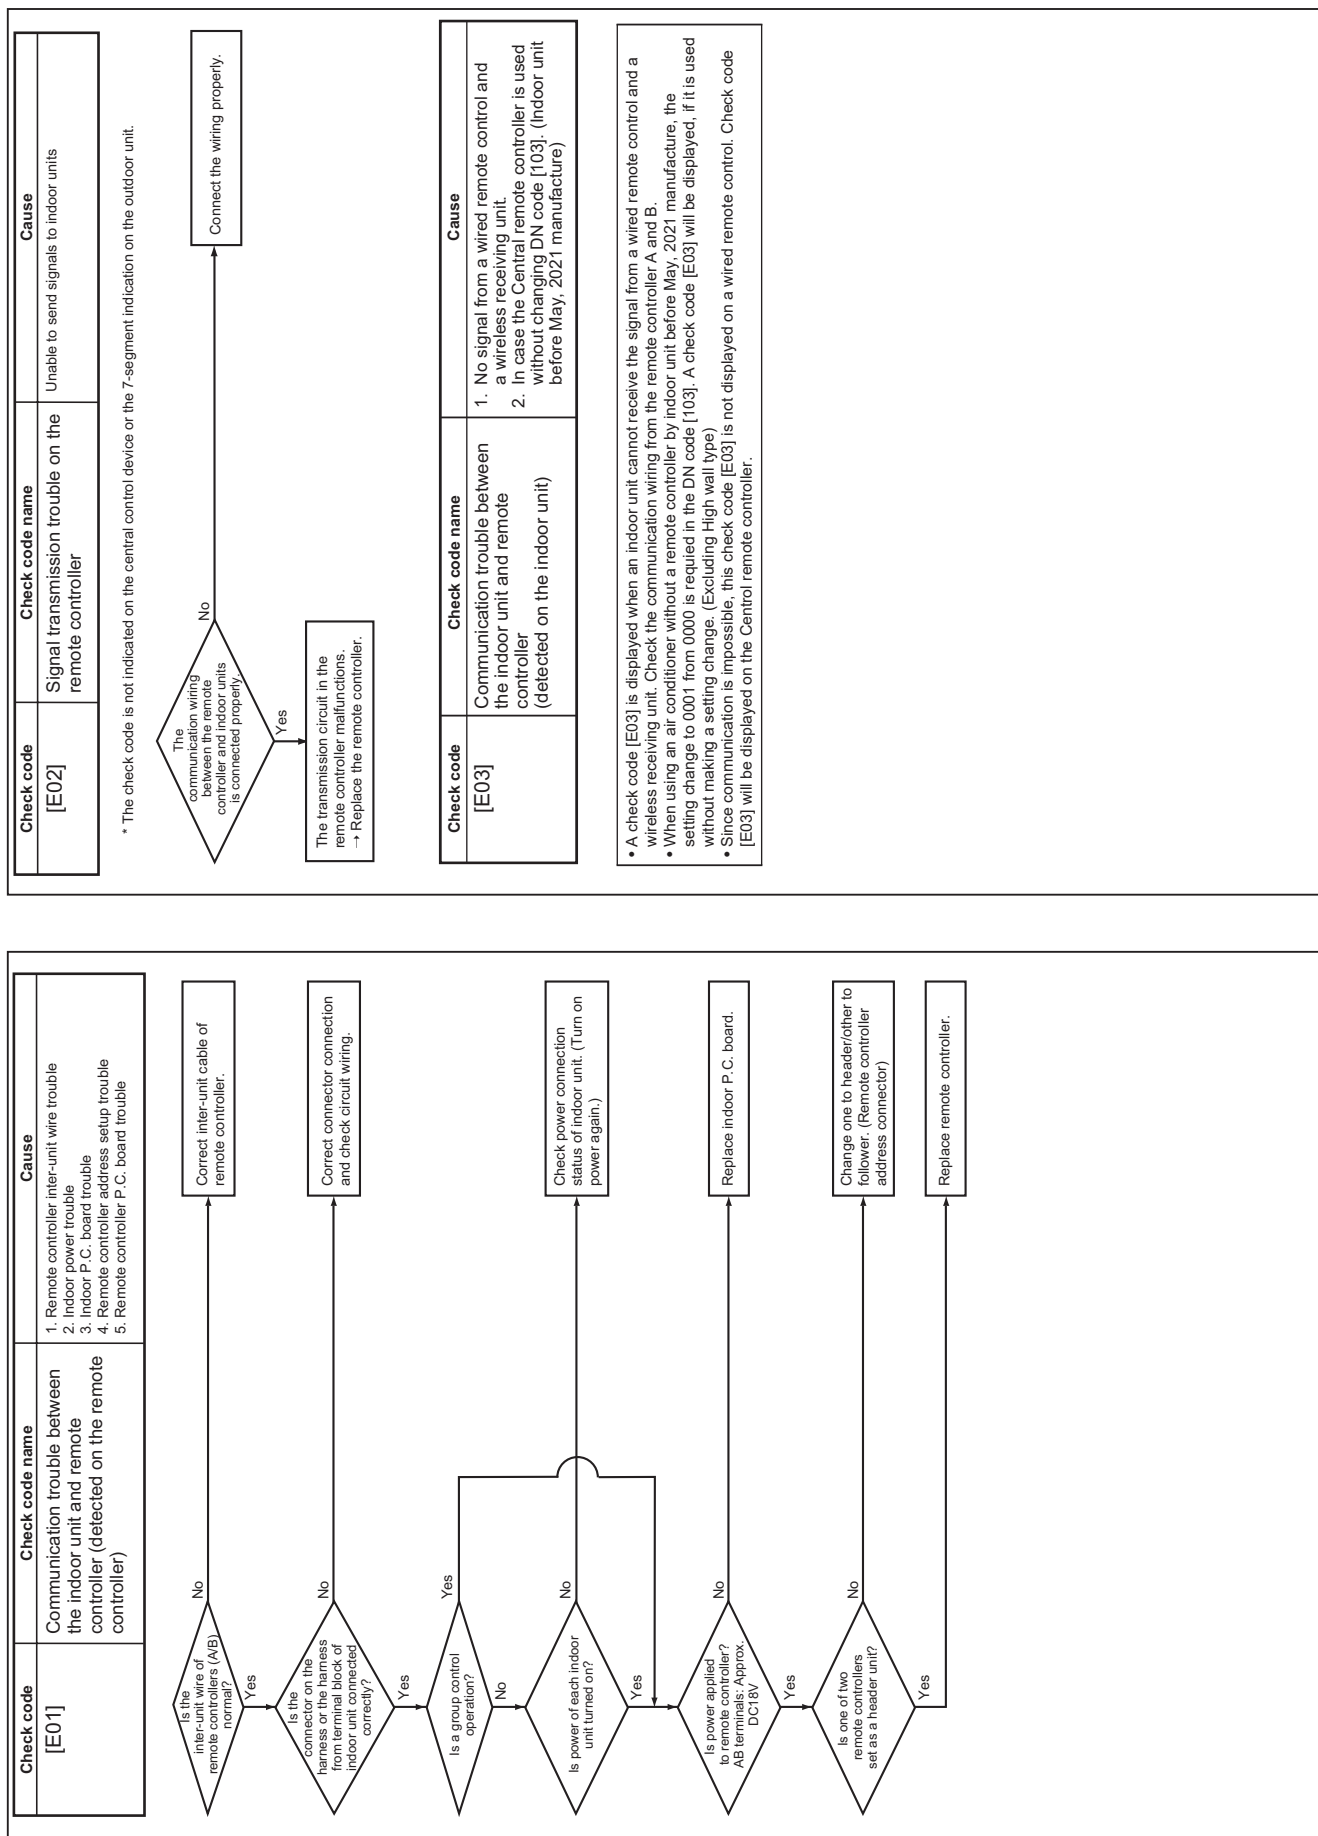 Check code
Check code name
Cause
[E01]
Communication trouble between
the indoor unit and remote
controller (detected on the remote
controller)
1. Remote controller inter-unit wire trouble
2. Indoor power trouble
3. Indoor P.C. board trouble
4. Remote controller address setup trouble
5. Remote controller P.C. board trouble
Is the
inter-unit wire of
remote controllers (A/B)
normal?
No
Correct inter-unit cable of
remote controller.
Yes
Is the
connector on the
harness or the harness
from terminal block of
indoor unit connected
correctly?
No
Correct connector connection
and check circuit wiring.
Yes
Is a group control
operation?
Yes
No
Is power of each indoor
unit turned on?
No
Check power connection
status of indoor unit. (Turn on
power again.)
Yes
Is power applied
to remote controller?
AB terminals: Approx.
DC18V
No
Replace indoor P.C. board.
Yes
Is one of two
remote controllers
set as a header unit?
No
Change one to header/other to
follower. (Remote controller
address connector)
Yes
Replace remote controller.
Check code
Check code name
Cause
[E02]
Signal transmission trouble on the
remote controller
Unable to send signals to indoor units
* The check code is not indicated on the central control device or the 7-segment indication on the outdoor unit.
The
communication wiring
between the remote
controller and indoor units
is connected properly.
No
Connect the wiring properly.
Yes
The transmission circuit in the
remote controller malfunctions.
→ Replace the remote controller.
Check code
Check code name
Cause
[E03]
Communication trouble between
the indoor unit and remote
controller
(detected on the indoor unit)
1. No signal from a wired remote control and
a wireless receiving unit.
2. In case the Central remote controller is used
without changing DN code [103]. (Indoor unit
before May, 2021 manufacture)
• A check code [E03] is displayed when an indoor unit cannot receive the signal from a wired remote control and a
wireless receiving unit. Check the communication wiring from the remote controller A and B.
• When using an air conditioner without a remote controller by indoor unit before May, 2021 manufacture, the
setting change to 0001 from 0000 is requied in the DN code [103]. A check code [E03] will be displayed, if it is used
without making a setting change. (Excluding High wall type)
• Since communication is impossible, this check code [E03] is not displayed on a wired remote control. Check code
[E03] will be displayed on the Central remote controller.